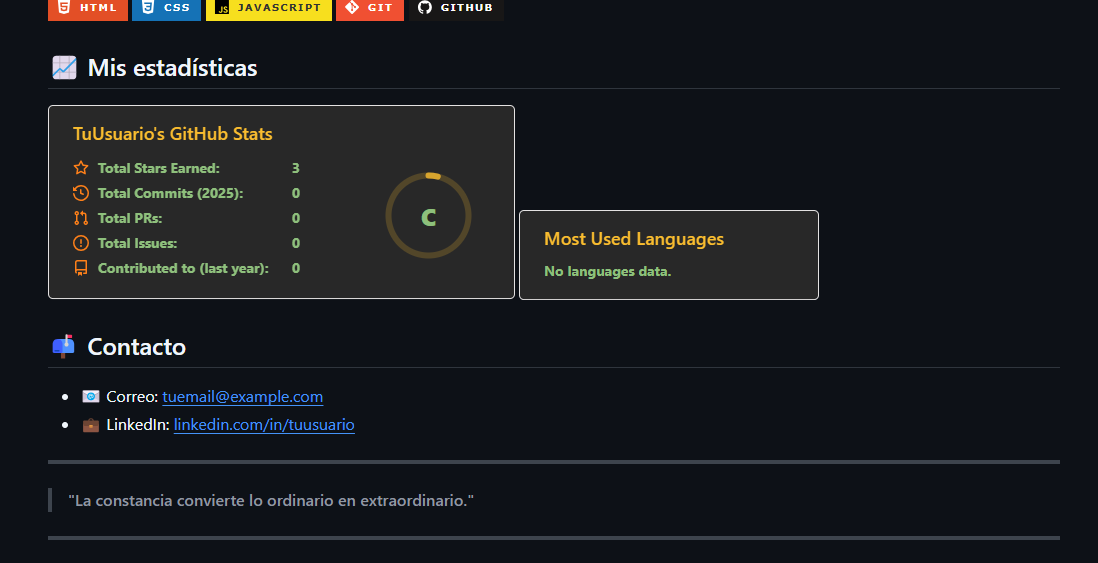 HTML CSS JS JAVASCRIPT GIT GITHUB
Mis estadísticas
TuUsuario's GitHub Stats
Total Stars Earned: 3
Total Commits (2025): 0
Total PRs: 0
Total Issues: 0
Contributed to (last year): 0
C
Most Used Languages
No languages data.
Contacto
Correo: tuemail@example.com
LinkedIn: linkedin.com/in/tuusuario
"La constancia convierte lo ordinario en extraordinario."